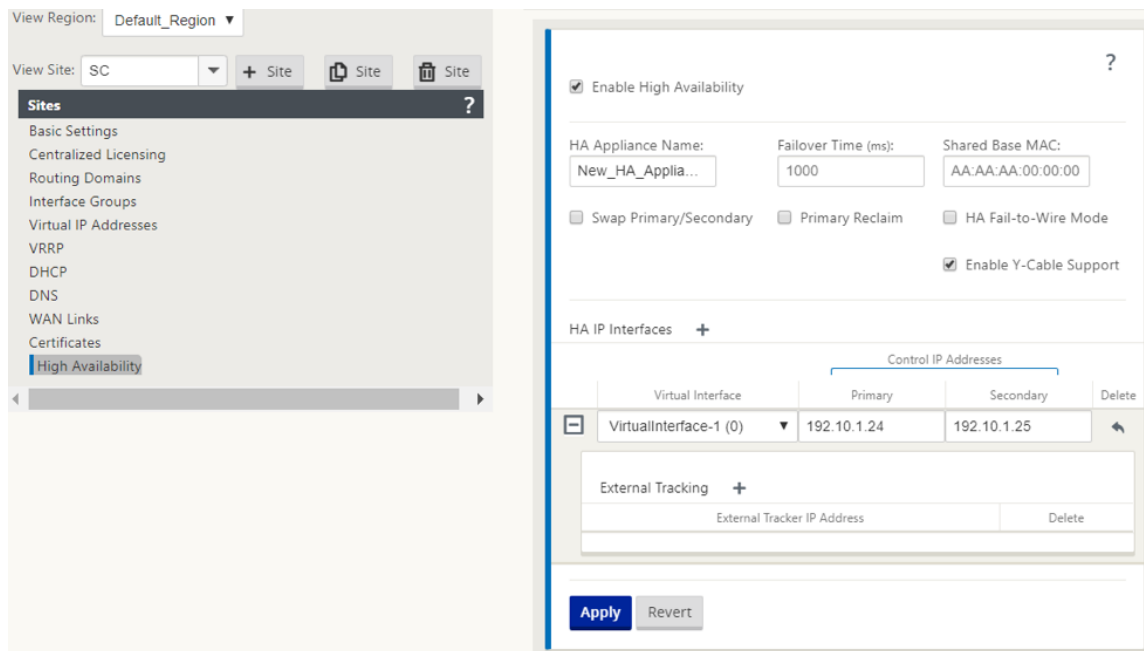 View Region: Default_Region ▼
View Site: SC + Site Site Site
Sites ?
Basic Settings
Centralized Licensing
Routing Domains
Interface Groups
Virtual IP Addresses
VRRP
DHCP
DNS
WAN Links
Certificates
High Availability
?
Enable High Availability
HA Appliance Name: Failover Time (ms): Shared Base MAC:
New_HA_Applia... 1000 AA:AA:AA:00:00:00
Swap Primary/Secondary Primary Reclaim HA Fail-to-Wire Mode
Enable Y-Cable Support
HA IP Interfaces +
Control IP Addresses
Virtual Interface Primary Secondary Delete
VirtualInterface-1 (0) ▼ 192.10.1.24 192.10.1.25
External Tracking +
External Tracker IP Address Delete
Apply Revert